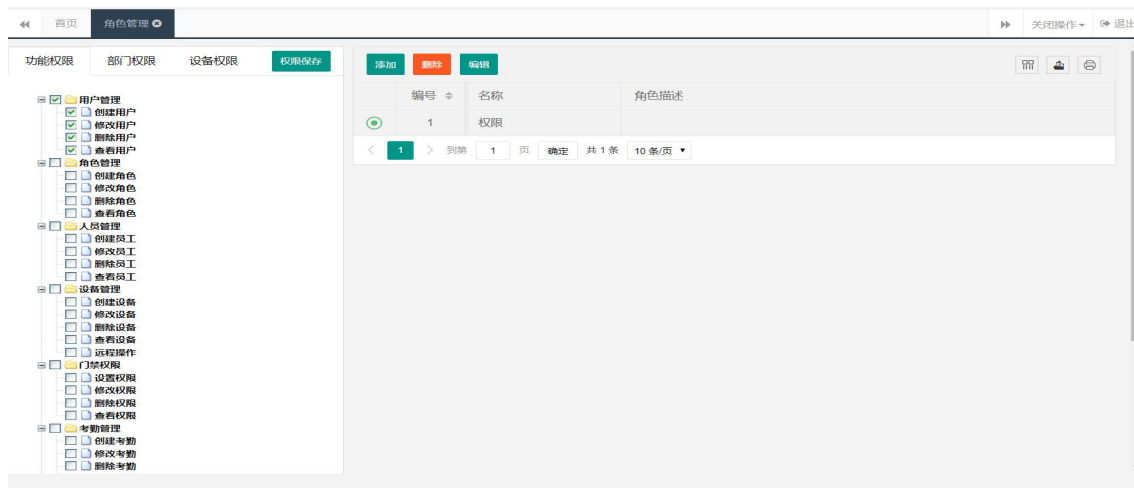 首页 角色管理 关闭操作 退出
功能权限 部门权限 设备权限 权限保存
用户管理
创建用户
修改用户
删除用户
查看用户
角色管理
创建角色
修改角色
删除角色
查看角色
人员管理
创建员工
修改员工
删除员工
查看员工
设备管理
创建设备
修改设备
删除设备
查看设备
远程操作
门禁权限
设置权限
修改权限
删除权限
查看权限
考勤管理
创建考勤
修改考勤
删除考勤
添加 删除 编辑
编号 名称 角色描述
1 权限
< 1 > 到第 1 页 确定 共 1 条 10 条/页